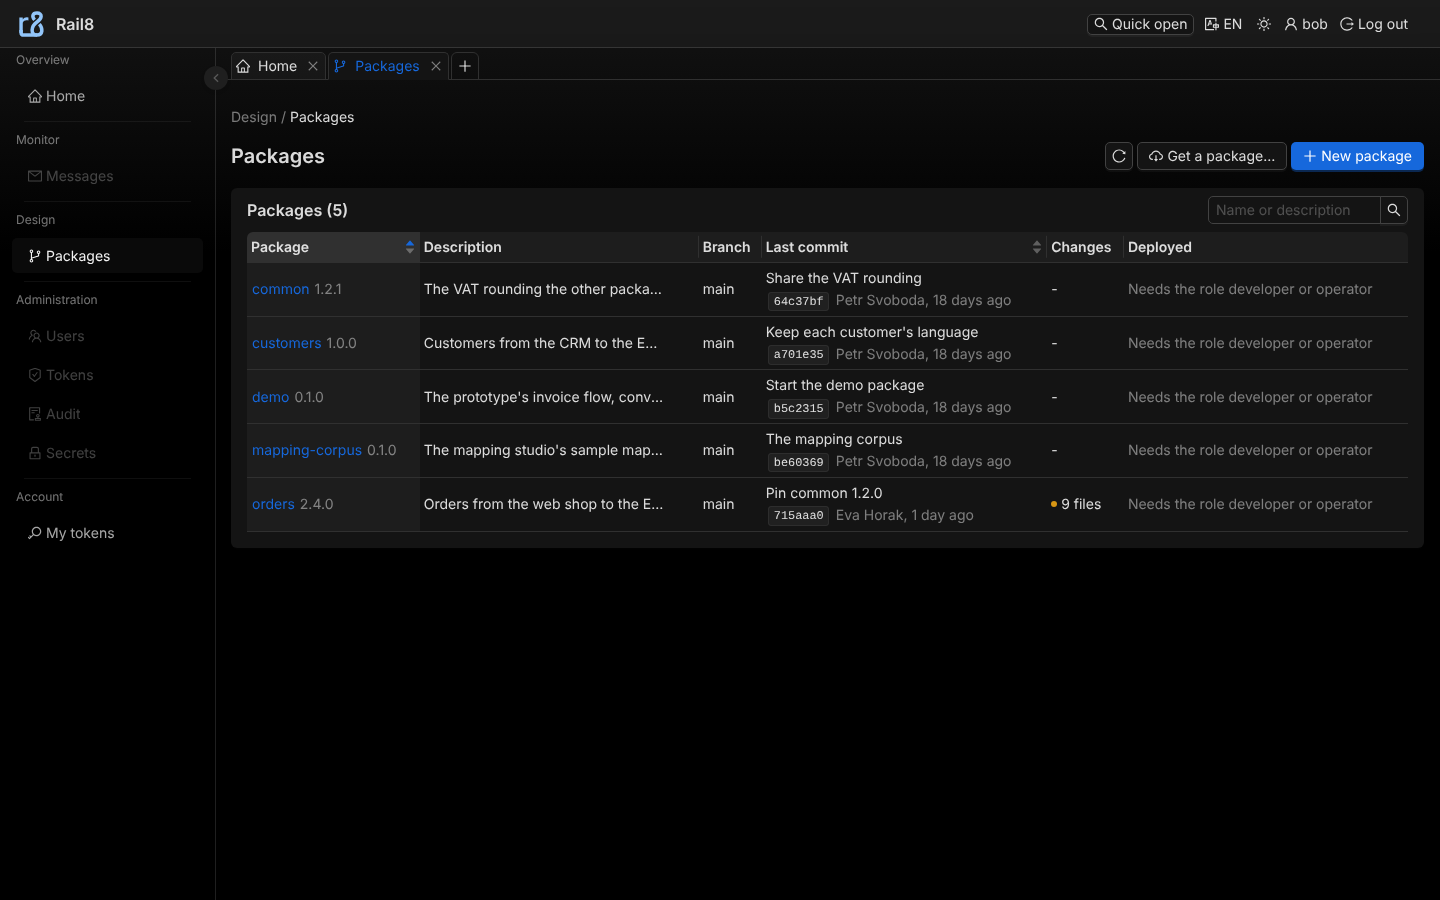 Rail8
Quick open
EN
bob
Log out
Overview
Home
Monitor
Messages
Design
Packages
Administration
Users
Tokens
Audit
Secrets
Account
My tokens
Home
Packages
Design / Packages
Packages
Get a package...
New package
Packages (5)
Name or description
Package Description Branch Last commit Changes Deployed
common 1.2.1 The VAT rounding the other packa... main Share the VAT rounding - Needs the role developer or operator
64c37bf Petr Svoboda, 18 days ago
customers 1.0.0 Customers from the CRM to the E... main Keep each customer's language - Needs the role developer or operator
a701e35 Petr Svoboda, 18 days ago
demo 0.1.0 The prototype's invoice flow, conv... main Start the demo package - Needs the role developer or operator
b5c2315 Petr Svoboda, 18 days ago
mapping-corpus 0.1.0 The mapping studio's sample map... main The mapping corpus - Needs the role developer or operator
be60369 Petr Svoboda, 18 days ago
orders 2.4.0 Orders from the web shop to the E... main Pin common 1.2.0 9 files Needs the role developer or operator
715aaa0 Eva Horak, 1 day ago